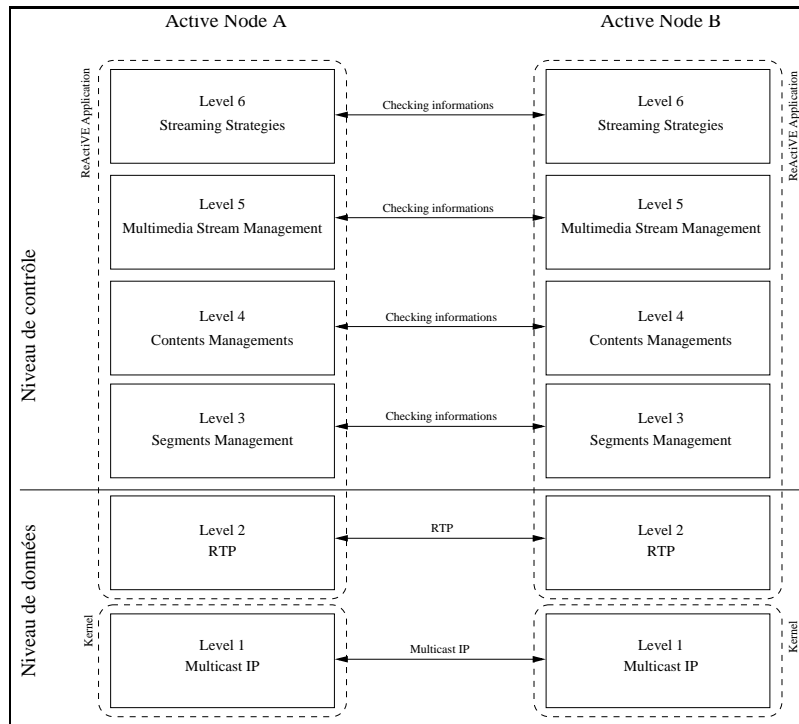 Active Node A
Active Node B
ReActiVE Application
ReActiVE Application
Level 6
Streaming Strategies
Checking informations
Level 6
Streaming Strategies
Level 5
Multimedia Stream Management
Checking informations
Level 5
Multimedia Stream Management
Niveau de contrôle
Level 4
Contents Managements
Checking informations
Level 4
Contents Managements
Level 3
Segments Management
Checking informations
Level 3
Segments Management
Niveau de données
Level 2
RTP
RTP
Level 2
RTP
Kernel
Kernel
Level 1
Multicast IP
Multicast IP
Level 1
Multicast IP